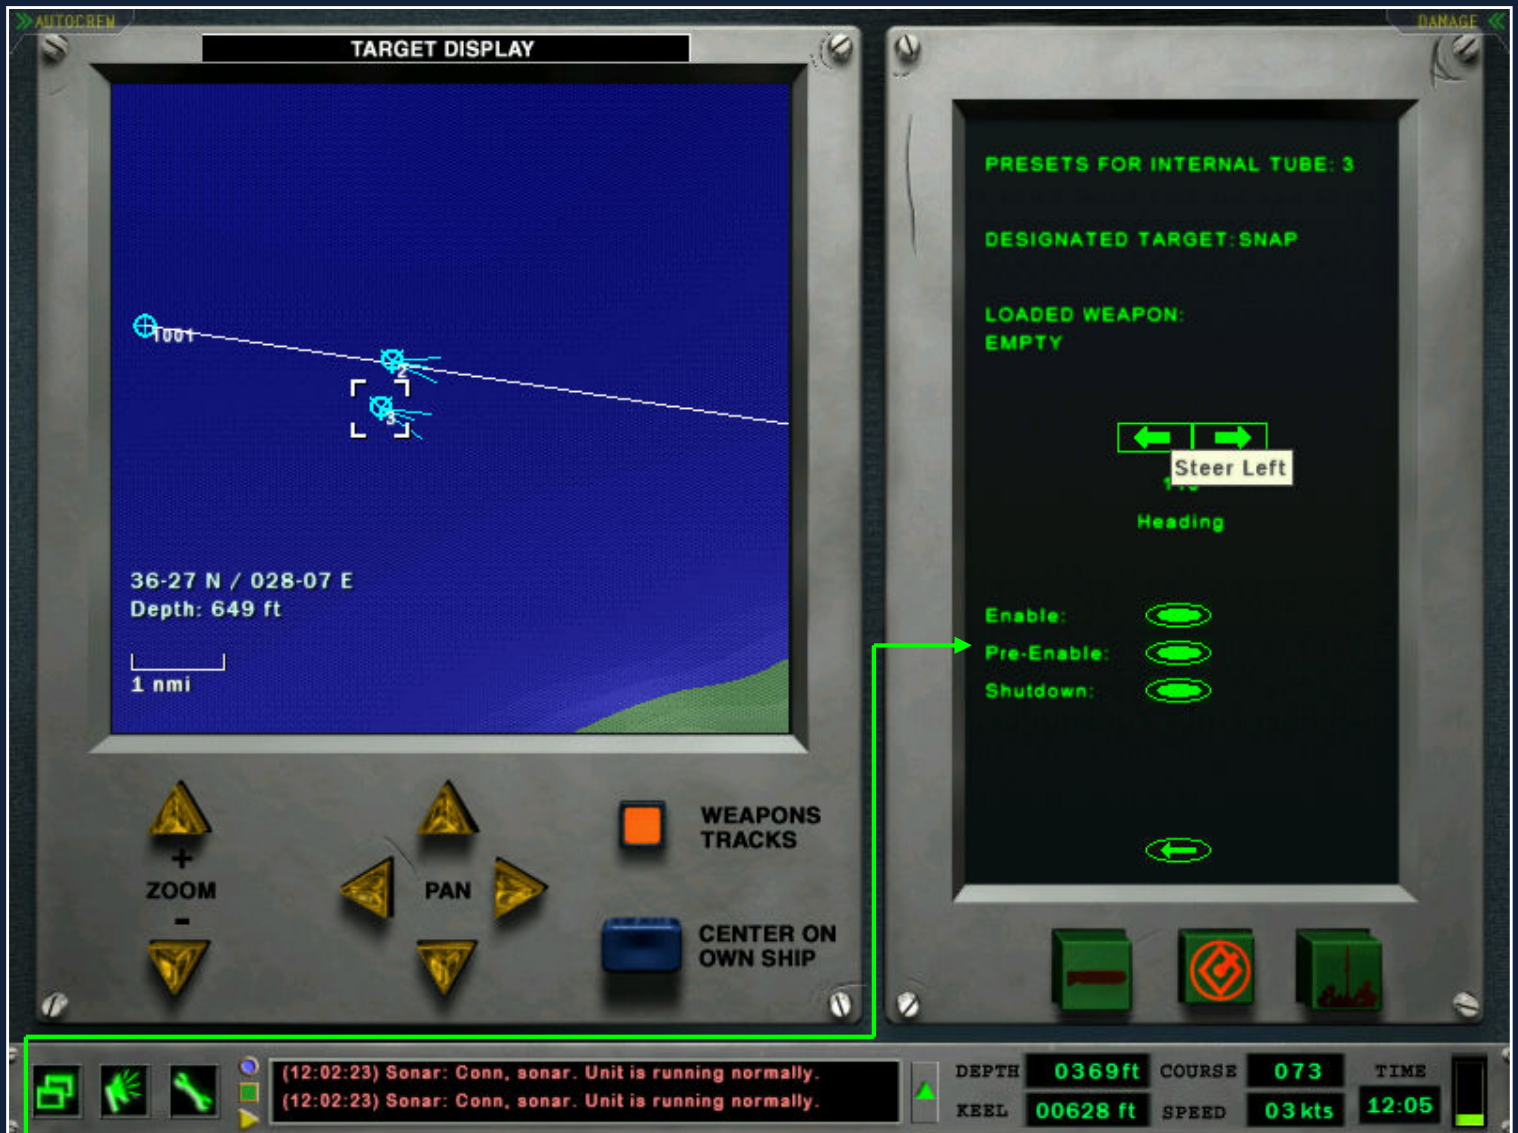 AUTOCREW
DAMAGE
TARGET DISPLAY
PRESETS FOR INTERNAL TUBE: 3
DESIGNATED TARGET: SNAP
LOADED WEAPON:
EMPTY
1001
2
3
Steer Left
Heading
36-27 N / 028-07 E
Depth: 649 ft
1 nmi
Enable:
Pre-Enable:
Shutdown:
+
ZOOM
-
PAN
WEAPONS
TRACKS
CENTER ON
OWN SHIP
(12:02:23) Sonar: Conn, sonar. Unit is running normally.
(12:02:23) Sonar: Conn, sonar. Unit is running normally.
DEPTH 0369ft COURSE 073 TIME
KEEL 00628 ft SPEED 03 kts 12:05